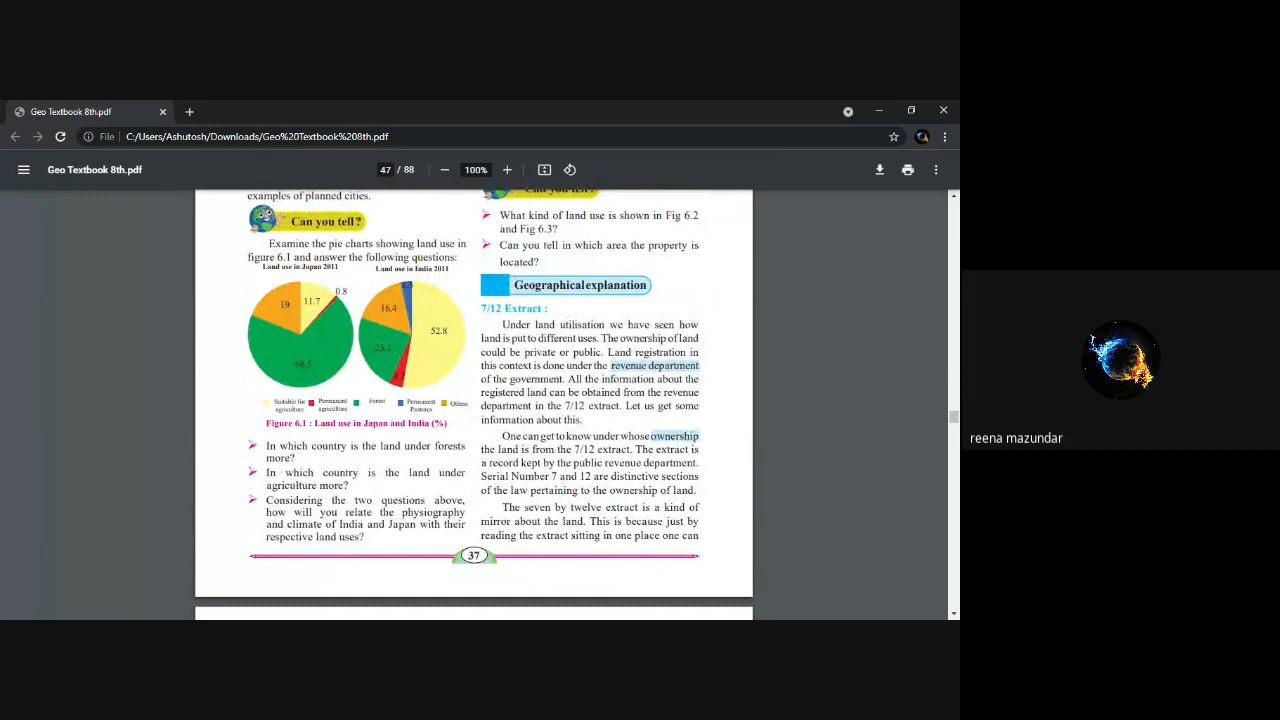 Geo Textbook 8th.pdf
File
C:/Users/Ashutosh/Downloads/Geo%20Textbook%208th.pdf
Geo Textbook 8th.pdf
47 / 88
100%
examples of planned cities.
Can you tell?
Examine the pie charts showing land use in
figure 6.1 and answer the following questions:
Land use in Japan 2011
Land use in India 2011
19
11.7
0.8
68.5
16.4
52.8
23.1
Suitable for agriculture
Permanant agriculture
Forest
Permanant Pastures
Others
Figure 6.1 : Land use in Japan and India (%)
In which country is the land under forests
more?
In which country is the land under
agriculture more?
Considering the two questions above,
how will you relate the physiography
and climate of India and Japan with their
respective land uses?
Can you tell?
What kind of land use is shown in Fig 6.2
and Fig 6.3?
Can you tell in which area the property is
located?
Geographical explanation
7/12 Extract :
Under land utilisation we have seen how
land is put to different uses. The ownership of land
could be private or public. Land registration in
this context is done under the revenue department
of the government. All the information about the
registered land can be obtained from the revenue
department in the 7/12 extract. Let us get some
information about this.
One can get to know under whose ownership
the land is from the 7/12 extract. The extract is
a record kept by the public revenue department.
Serial Number 7 and 12 are distinctive sections
of the law pertaining to the ownership of land.
The seven by twelve extract is a kind of
mirror about the land. This is because just by
reading the extract sitting in one place one can
37
reena mazundar